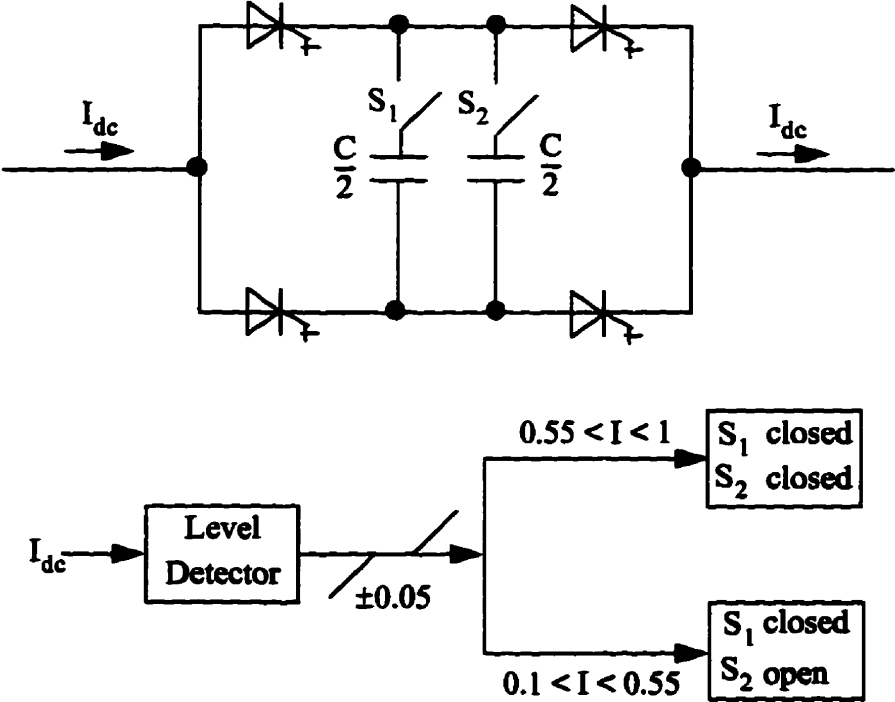 I_dc
I_dc
S_1
S_2
C/2
C/2
0.55 < I < 1
S_1 closed
S_2 closed
I_dc
Level
Detector
±0.05
S_1 closed
S_2 open
0.1 < I < 0.55